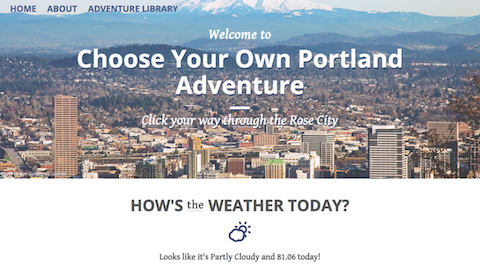 HOME ABOUT ADVENTURE LIBRARY
Welcome to
Choose Your Own Portland
Adventure
Click your way through the Rose City
HOW'S the WEATHER TODAY?
Looks like it's Partly Cloudy and 81.06 today!